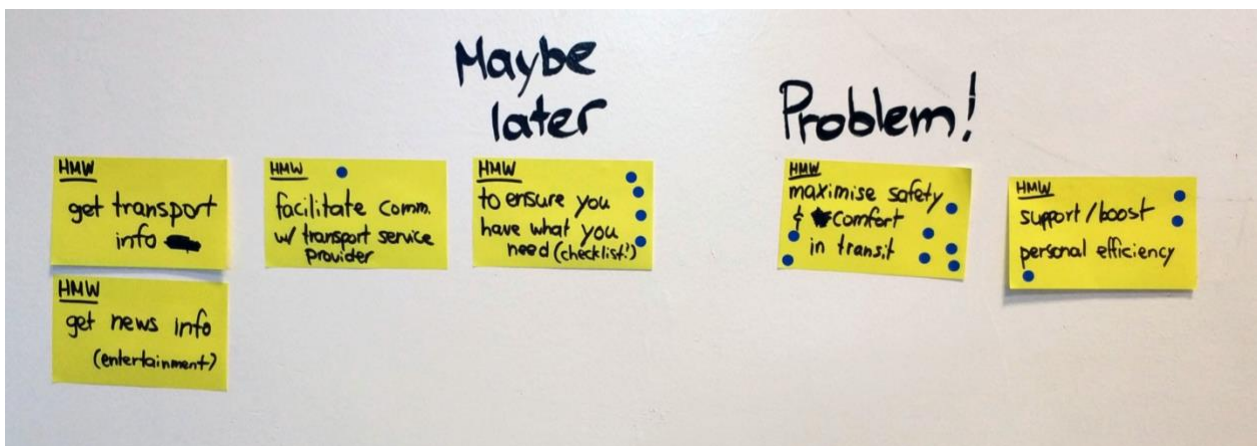 Maybe
later
Problem!
HMW
get transport
info
HMW
get news info
(entertainment)
HMW
facilitate comm.
w/ transport service
provider
HMW
to ensure you
have what you
need (checklist?)
HMW
maximise safety
& comfort
in transit
HMW
support/boost
personal efficiency